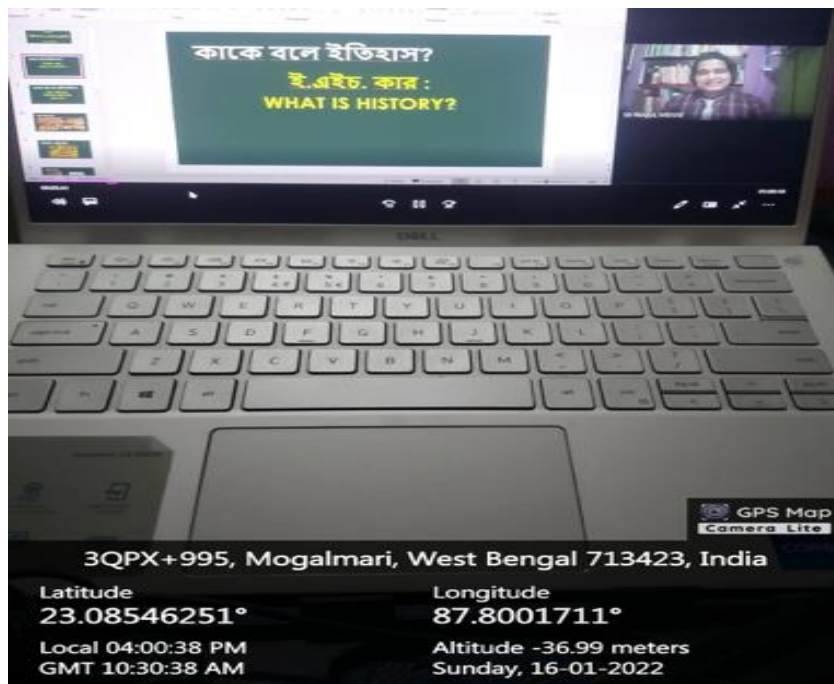 কাকে বলে ইতিহাস?
ই.এইচ. কার :
WHAT IS HISTORY?
DELL
Q W E R T Y U I O P
A S D F G H J K L
Z X C V B N M
GPS Map
Camera Lite
3QPX+995, Mogalmari, West Bengal 713423, India
Latitude
23.08546251°
Longitude
87.8001711°
Local 04:00:38 PM
GMT 10:30:38 AM
Altitude -36.99 meters
Sunday, 16-01-2022